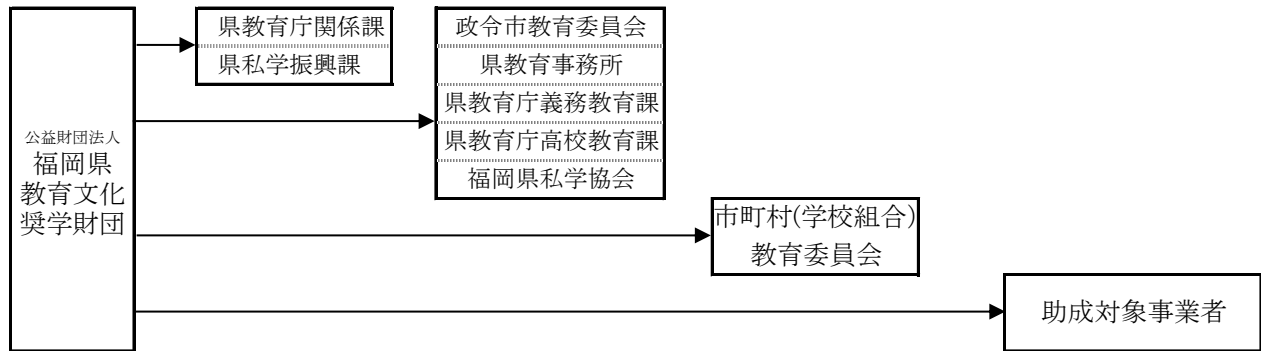 公益財団法人
福岡県
教育文化
奨学財団
県教育庁関係課
県私学振興課
政令市教育委員会
県教育事務所
県教育庁義務教育課
県教育庁高校教育課
福岡県私学協会
市町村(学校組合)
教育委員会
助成対象事業者